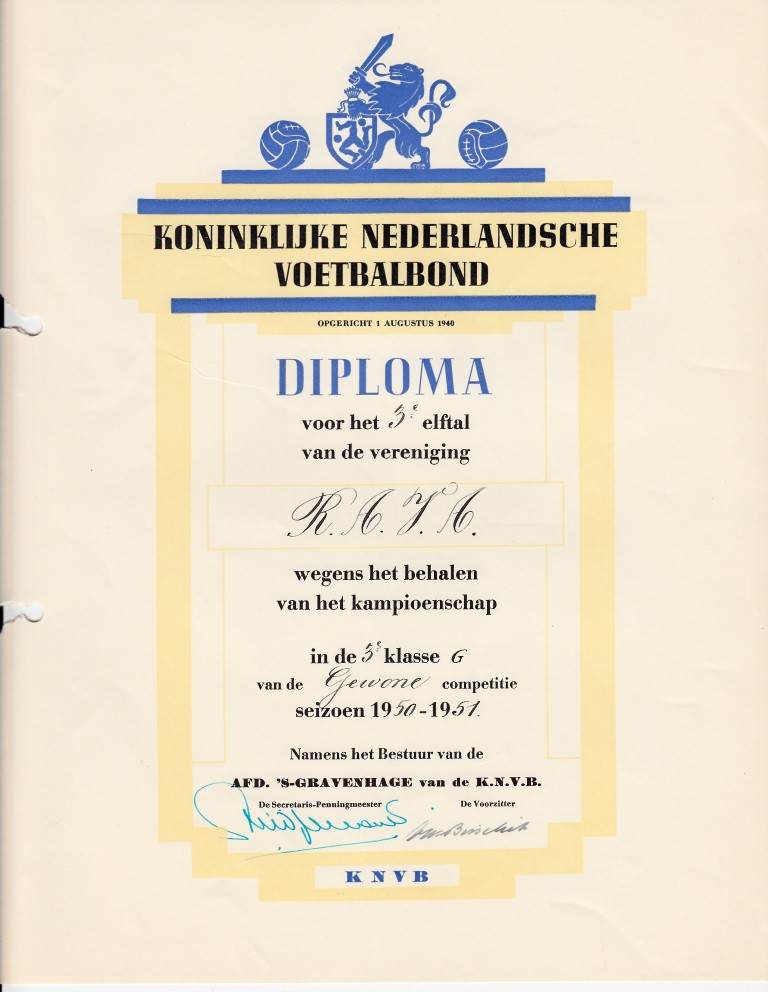 KONINKLIJKE NEDERLANDSCHE
VOETBALBOND
OPGERICHT 1 AUGUSTUS 1940
DIPLOMA
voor het 3e elftal
van de vereniging
R.A.V.A.
wegens het behalen
van het kampioenschap
in de 3e klasse G
van de Gewone competitie
seizoen 1950-1951.
Namens het Bestuur van de
AFD. 'S-GRAVENHAGE van de K.N.V.B.
De Secretaris-Penningmeester De Voorzitter
KNVB